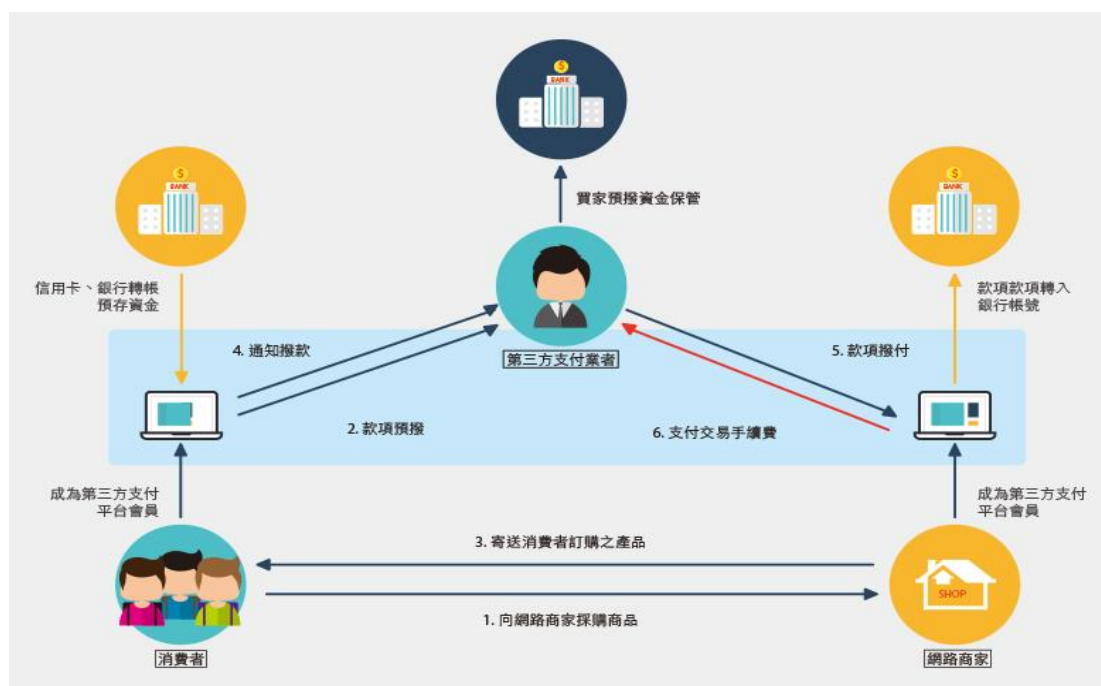 $
BANK
$
BANK
$
BANK
買家預撥資金保管
信用卡、銀行轉帳
預存資金
款項款項轉入
銀行帳號
4. 通知撥款
第三方支付業者
5. 款項撥付
2. 款項預撥
6. 支付交易手續費
成為第三方支付
平台會員
成為第三方支付
平台會員
3. 寄送消費者訂購之產品
SHOP
1. 向網路商家採購商品
消費者
網路商家